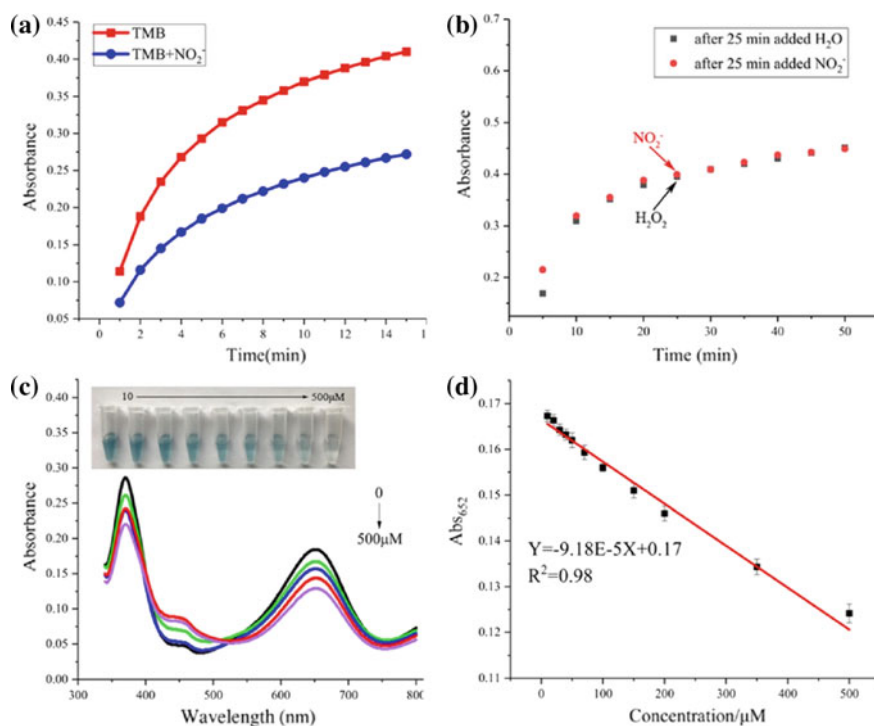 (a)
TMB
TMB+NO₂⁻
Absorbance
0.40
0.35
0.30
0.25
0.20
0.15
0.10
0.05
0 2 4 6 8 10 12 14 1
Time(min)
(b)
after 25 min added H₂O
after 25 min added NO₂⁻
Absorbance
0.7
0.6
0.5
0.4
0.3
0.2
NO₂⁻
H₂O₂
0 10 20 30 40 50
Time (min)
(c)
10 500μM
Absorbance
0.40
0.35
0.30
0.25
0.20
0.15
0.10
0.05
0.00
0
500μM
300 400 500 600 700 800
Wavelength (nm)
(d)
Abs₆₅₂
0.17
0.16
0.15
0.14
0.13
0.12
0.11
Y=-9.18E-5X+0.17
R²=0.98
0 100 200 300 400 500
Concentration/μM